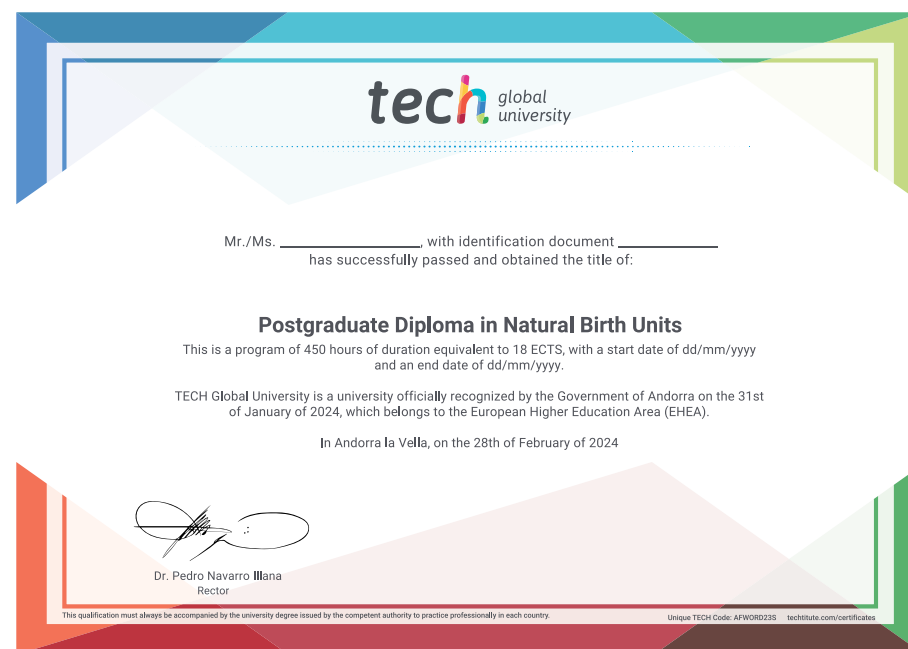 tech global university
Mr./Ms. ____________________, with identification document ______________
has successfully passed and obtained the title of:
Postgraduate Diploma in Natural Birth Units
This is a program of 450 hours of duration equivalent to 18 ECTS, with a start date of dd/mm/yyyy
and an end date of dd/mm/yyyy.
TECH Global University is a university officially recognized by the Government of Andorra on the 31st
of January of 2024, which belongs to the European Higher Education Area (EHEA).
In Andorra la Vella, on the 28th of February of 2024
Dr. Pedro Navarro Illana
Rector
This qualification must always be accompanied by the university degree issued by the competent authority to practice professionally in each country.
Unique TECH Code: AFWORD23S techtitute.com/certificates